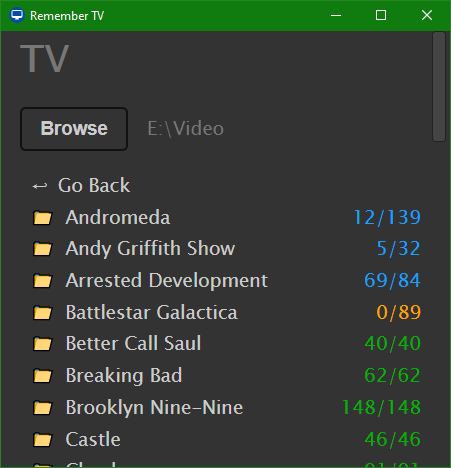 Remember TV
TV
Browse E:\Video
↩ Go Back
Andromeda 12/139
Andy Griffith Show 5/32
Arrested Development 69/84
Battlestar Galactica 0/89
Better Call Saul 40/40
Breaking Bad 62/62
Brooklyn Nine-Nine 148/148
Castle 46/46